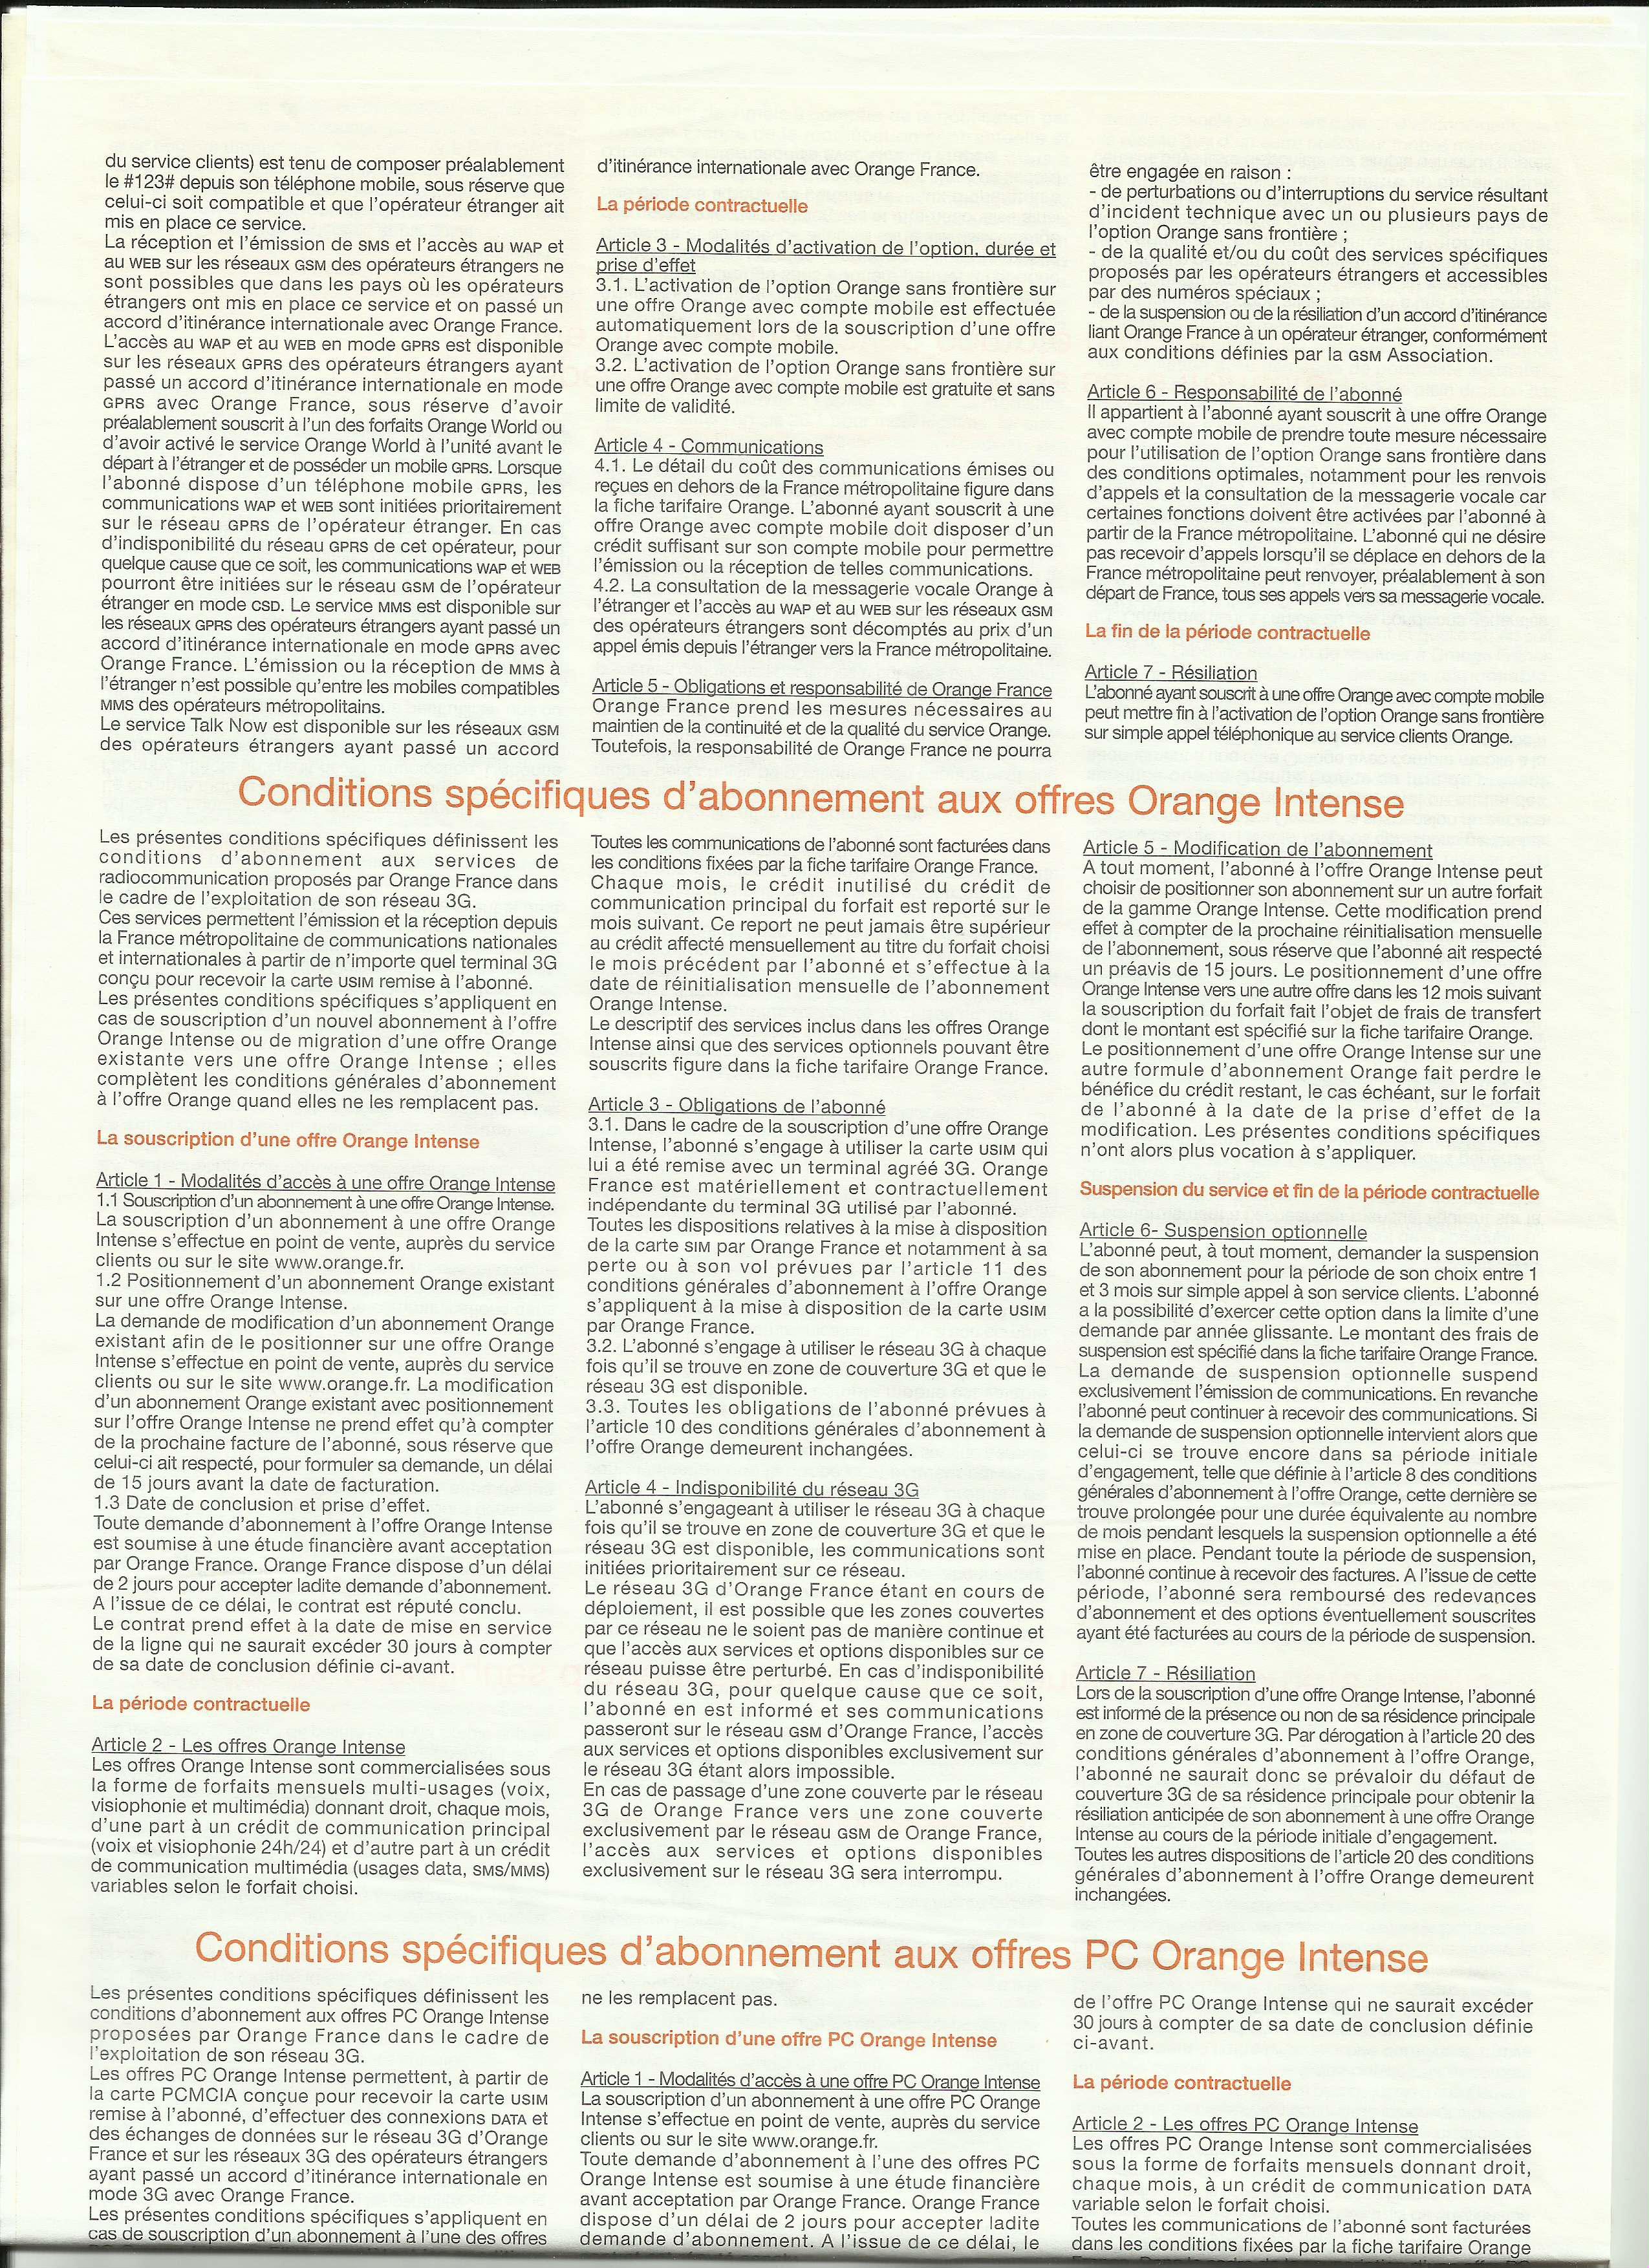 du service clients) est tenu de composer préalablement
le #123# depuis son téléphone mobile, sous réserve que
celui-ci soit compatible et que l'opérateur étranger ait
mis en place ce service.
La réception et l'émission de SMS et l'accès au WAP et
au WEB sur les réseaux GSM des opérateurs étrangers ne
sont possibles que dans les pays où les opérateurs
étrangers ont mis en place ce service et on passé un
accord d'itinérance internationale avec Orange France.
L'accès au WAP et au WEB en mode GPRS est disponible
sur les réseaux GPRS des opérateurs étrangers ayant
passé un accord d'itinérance internationale en mode
GPRS avec Orange France, sous réserve d'avoir
préalablement souscrit à l'un des forfaits Orange World ou
d'avoir activé le service Orange World à l'unité avant le
départ à l'étranger et de posséder un mobile GPRS. Lorsque
l'abonné dispose d'un téléphone mobile GPRS, les
communications WAP et WEB sont initiées prioritairement
sur le réseau GPRS de l'opérateur étranger. En cas
d'indisponibilité du réseau GPRS de cet opérateur, pour
quelque cause que ce soit, les communications WAP et WEB
pourront être initiées sur le réseau GSM de l'opérateur
étranger en mode CSD. Le service MMS est disponible sur
les réseaux GPRS des opérateurs étrangers ayant passé un
accord d'itinérance internationale en mode GPRS avec
Orange France. L'émission ou la réception de MMS à
l'étranger n'est possible qu'entre les mobiles compatibles
MMS des opérateurs métropolitains.
Le service Talk Now est disponible sur les réseaux GSM
des opérateurs étrangers ayant passé un accord
d'itinérance internationale avec Orange France.
La période contractuelle
Article 3 - Modalités d'activation de l'option, durée et
prise d'effet
3.1. L'activation de l'option Orange sans frontière sur
une offre Orange avec compte mobile est effectuée
automatiquement lors de la souscription d'une offre
Orange avec compte mobile.
3.2. L'activation de l'option Orange sans frontière sur
une offre Orange avec compte mobile est gratuite et sans
limite de validité.
Article 4 - Communications
4.1. Le détail du coût des communications émises ou
reçues en dehors de la France métropolitaine figure dans
la fiche tarifaire Orange. L'abonné ayant souscrit à une
offre Orange avec compte mobile doit disposer d'un
crédit suffisant sur son compte mobile pour permettre
l'émission ou la réception de telles communications.
4.2. La consultation de la messagerie vocale Orange à
l'étranger et l'accès au WAP et au WEB sur les réseaux GSM
des opérateurs étrangers sont décomptés au prix d'un
appel émis depuis l'étranger vers la France métropolitaine.
Article 5 - Obligations et responsabilité de Orange France
Orange France prend les mesures nécessaires au
maintien de la continuité et de la qualité du service Orange.
Toutefois, la responsabilité de Orange France ne pourra
être engagée en raison :
- de perturbations ou d'interruptions du service résultant
d'incident technique avec un ou plusieurs pays de
l'option Orange sans frontière ;
- de la qualité et/ou du coût des services spécifiques
proposés par les opérateurs étrangers et accessibles
par des numéros spéciaux ;
- de la suspension ou de la résiliation d'un accord d'itinérance
liant Orange France à un opérateur étranger, conformément
aux conditions définies par la GSM Association.
Article 6 - Responsabilité de l'abonné
Il appartient à l'abonné ayant souscrit à une offre Orange
avec compte mobile de prendre toute mesure nécessaire
pour l'utilisation de l'option Orange sans frontière dans
des conditions optimales, notamment pour les renvois
d'appels et la consultation de la messagerie vocale car
certaines fonctions doivent être activées par l'abonné à
partir de la France métropolitaine. L'abonné qui ne désire
pas recevoir d'appels lorsqu'il se déplace en dehors de la
France métropolitaine peut renvoyer, préalablement à son
départ de France, tous ses appels vers sa messagerie vocale.
La fin de la période contractuelle
Article 7 - Résiliation
L'abonné ayant souscrit à une offre Orange avec compte mobile
peut mettre fin à l'activation de l'option Orange sans frontière
sur simple appel téléphonique au service clients Orange.
Conditions spécifiques d'abonnement aux offres Orange Intense
Les présentes conditions spécifiques définissent les
conditions d'abonnement aux services de
radiocommunication proposés par Orange France dans
le cadre de l'exploitation de son réseau 3G.
Ces services permettent l'émission et la réception depuis
la France métropolitaine de communications nationales
et internationales à partir de n'importe quel terminal 3G
conçu pour recevoir la carte USIM remise à l'abonné.
Les présentes conditions spécifiques s'appliquent en
cas de souscription d'un nouvel abonnement à l'offre
Orange Intense ou de migration d'une offre Orange
existante vers une offre Orange Intense ; elles
complètent les conditions générales d'abonnement
à l'offre Orange quand elles ne les remplacent pas.
La souscription d'une offre Orange Intense
Article 1 - Modalités d'accès à une offre Orange Intense
1.1 Souscription d'un abonnement à une offre Orange Intense.
La souscription d'un abonnement à une offre Orange
Intense s'effectue en point de vente, auprès du service
clients ou sur le site www.orange.fr.
1.2 Positionnement d'un abonnement Orange existant
sur une offre Orange Intense.
La demande de modification d'un abonnement Orange
existant afin de le positionner sur une offre Orange
Intense s'effectue en point de vente, auprès du service
clients ou sur le site www.orange.fr. La modification
d'un abonnement Orange existant avec positionnement
sur l'offre Orange Intense ne prend effet qu'à compter
de la prochaine facture de l'abonné, sous réserve que
celui-ci ait respecté, pour formuler sa demande, un délai
de 15 jours avant la date de facturation.
1.3 Date de conclusion et prise d'effet.
Toute demande d'abonnement à l'offre Orange Intense
est soumise à une étude financière avant acceptation
par Orange France. Orange France dispose d'un délai
de 2 jours pour accepter ladite demande d'abonnement.
A l'issue de ce délai, le contrat est réputé conclu.
Le contrat prend effet à la date de mise en service
de la ligne qui ne saurait excéder 30 jours à compter
de sa date de conclusion définie ci-avant.
La période contractuelle
Article 2 - Les offres Orange Intense
Les offres Orange Intense sont commercialisées sous
la forme de forfaits mensuels multi-usages (voix,
visiophonie et multimédia) donnant droit, chaque mois,
d'une part à un crédit de communication principal
(voix et visiophonie 24h/24) et d'autre part à un crédit
de communication multimédia (usages data, SMS/MMS)
variables selon le forfait choisi.
Toutes les communications de l'abonné sont facturées dans
les conditions fixées par la fiche tarifaire Orange France.
Chaque mois, le crédit inutilisé du crédit de
communication principal du forfait est reporté sur le
mois suivant. Ce report ne peut jamais être supérieur
au crédit affecté mensuellement au titre du forfait choisi
le mois précédent par l'abonné et s'effectue à la
date de réinitialisation mensuelle de l'abonnement
Orange Intense.
Le descriptif des services inclus dans les offres Orange
Intense ainsi que des services optionnels pouvant être
souscrits figure dans la fiche tarifaire Orange France.
Article 3 - Obligations de l'abonné
3.1. Dans le cadre de la souscription d'une offre Orange
Intense, l'abonné s'engage à utiliser la carte USIM qui
lui a été remise avec un terminal agréé 3G. Orange
France est matériellement et contractuellement
indépendante du terminal 3G utilisé par l'abonné.
Toutes les dispositions relatives à la mise à disposition
de la carte SIM par Orange France et notamment à sa
perte ou à son vol prévues par l'article 11 des
conditions générales d'abonnement à l'offre Orange
s'appliquent à la mise à disposition de la carte USIM
par Orange France.
3.2. L'abonné s'engage à utiliser le réseau 3G à chaque
fois qu'il se trouve en zone de couverture 3G et que le
réseau 3G est disponible.
3.3. Toutes les obligations de l'abonné prévues à
l'article 10 des conditions générales d'abonnement à
l'offre Orange demeurent inchangées.
Article 4 - Indisponibilité du réseau 3G
L'abonné s'engageant à utiliser le réseau 3G à chaque
fois qu'il se trouve en zone de couverture 3G et que le
réseau 3G est disponible, les communications sont
initiées prioritairement sur ce réseau.
Le réseau 3G d'Orange France étant en cours de
déploiement, il est possible que les zones couvertes
par ce réseau ne le soient pas de manière continue et
que l'accès aux services et options disponibles sur ce
réseau puisse être perturbé. En cas d'indisponibilité
du réseau 3G, pour quelque cause que ce soit,
l'abonné en est informé et ses communications
passeront sur le réseau GSM d'Orange France, l'accès
aux services et options disponibles exclusivement sur
le réseau 3G étant alors impossible.
En cas de passage d'une zone couverte par le réseau
3G de Orange France vers une zone couverte
exclusivement par le réseau GSM de Orange France,
l'accès aux services et options disponibles
exclusivement sur le réseau 3G sera interrompu.
Article 5 - Modification de l'abonnement
A tout moment, l'abonné à l'offre Orange Intense peut
choisir de positionner son abonnement sur un autre forfait
de la gamme Orange Intense. Cette modification prend
effet à compter de la prochaine réinitialisation mensuelle
de l'abonnement, sous réserve que l'abonné ait respecté
un préavis de 15 jours. Le positionnement d'une offre
Orange Intense vers une autre offre dans les 12 mois suivant
la souscription du forfait fait l'objet de frais de transfert
dont le montant est spécifié sur la fiche tarifaire Orange.
Le positionnement d'une offre Orange Intense sur une
autre formule d'abonnement Orange fait perdre le
bénéfice du crédit restant, le cas échéant, sur le forfait
de l'abonné à la date de la prise d'effet de la
modification. Les présentes conditions spécifiques
n'ont alors plus vocation à s'appliquer.
Suspension du service et fin de la période contractuelle
Article 6- Suspension optionnelle
L'abonné peut, à tout moment, demander la suspension
de son abonnement pour la période de son choix entre 1
et 3 mois sur simple appel à son service clients. L'abonné
a la possibilité d'exercer cette option dans la limite d'une
demande par année glissante. Le montant des frais de
suspension est spécifié dans la fiche tarifaire Orange France.
La demande de suspension optionnelle suspend
exclusivement l'émission de communications. En revanche
l'abonné peut continuer à recevoir des communications. Si
la demande de suspension optionnelle intervient alors que
celui-ci se trouve encore dans sa période initiale
d'engagement, telle que définie à l'article 8 des conditions
générales d'abonnement à l'offre Orange, cette dernière se
trouve prolongée pour une durée équivalente au nombre
de mois pendant lesquels la suspension optionnelle a été
mise en place. Pendant toute la période de suspension,
l'abonné continue à recevoir des factures. A l'issue de cette
période, l'abonné sera remboursé des redevances
d'abonnement et des options éventuellement souscrites
ayant été facturées au cours de la période de suspension.
Article 7 - Résiliation
Lors de la souscription d'une offre Orange Intense, l'abonné
est informé de la présence ou non de sa résidence principale
en zone de couverture 3G. Par dérogation à l'article 20 des
conditions générales d'abonnement à l'offre Orange,
l'abonné ne saurait donc se prévaloir du défaut de
couverture 3G de sa résidence principale pour obtenir la
résiliation anticipée de son abonnement à une offre Orange
Intense au cours de la période initiale d'engagement.
Toutes les autres dispositions de l'article 20 des conditions
générales d'abonnement à l'offre Orange demeurent
inchangées.
Conditions spécifiques d'abonnement aux offres PC Orange Intense
Les présentes conditions spécifiques définissent les
conditions d'abonnement aux offres PC Orange Intense
proposées par Orange France dans le cadre de
l'exploitation de son réseau 3G.
Les offres PC Orange Intense permettent, à partir de
la carte PCMCIA conçue pour recevoir la carte USIM
remise à l'abonné, d'effectuer des connexions DATA et
des échanges de données sur le réseau 3G d'Orange
France et sur les réseaux 3G des opérateurs étrangers
ayant passé un accord d'itinérance internationale en
mode 3G avec Orange France.
Les présentes conditions spécifiques s'appliquent en
cas de souscription d'un abonnement à l'une des offres
ne les remplacent pas.
La souscription d'une offre PC Orange Intense
Article 1 - Modalités d'accès à une offre PC Orange Intense
La souscription d'un abonnement à une offre PC Orange
Intense s'effectue en point de vente, auprès du service
clients ou sur le site www.orange.fr.
Toute demande d'abonnement à l'une des offres PC
Orange Intense est soumise à une étude financière
avant acceptation par Orange France. Orange France
dispose d'un délai de 2 jours pour accepter ladite
demande d'abonnement. A l'issue de ce délai, le
de l'offre PC Orange Intense qui ne saurait excéder
30 jours à compter de sa date de conclusion définie
ci-avant.
La période contractuelle
Article 2 - Les offres PC Orange Intense
Les offres PC Orange Intense sont commercialisées
sous la forme de forfaits mensuels donnant droit,
chaque mois, à un crédit de communication DATA
variable selon le forfait choisi.
Toutes les communications de l'abonné sont facturées
dans les conditions fixées par la fiche tarifaire Orange